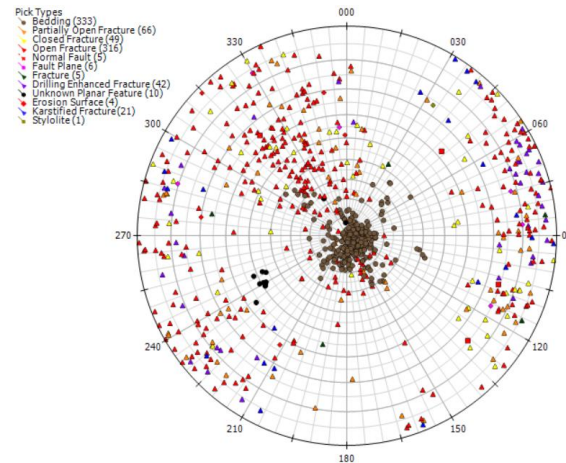 Pick Types
Bedding (333)
Partially Open Fracture (66)
Closed Fracture (49)
Open Fracture (316)
Normal Fault (5)
Fault Plane (6)
Fracture (5)
Drilling Enhanced Fracture (42)
Unknown Planar Feature (10)
Erosion Surface (4)
Karstified Fracture(21)
Stylolite (1)
000
330
030
300
060
270
240
120
210
150
180